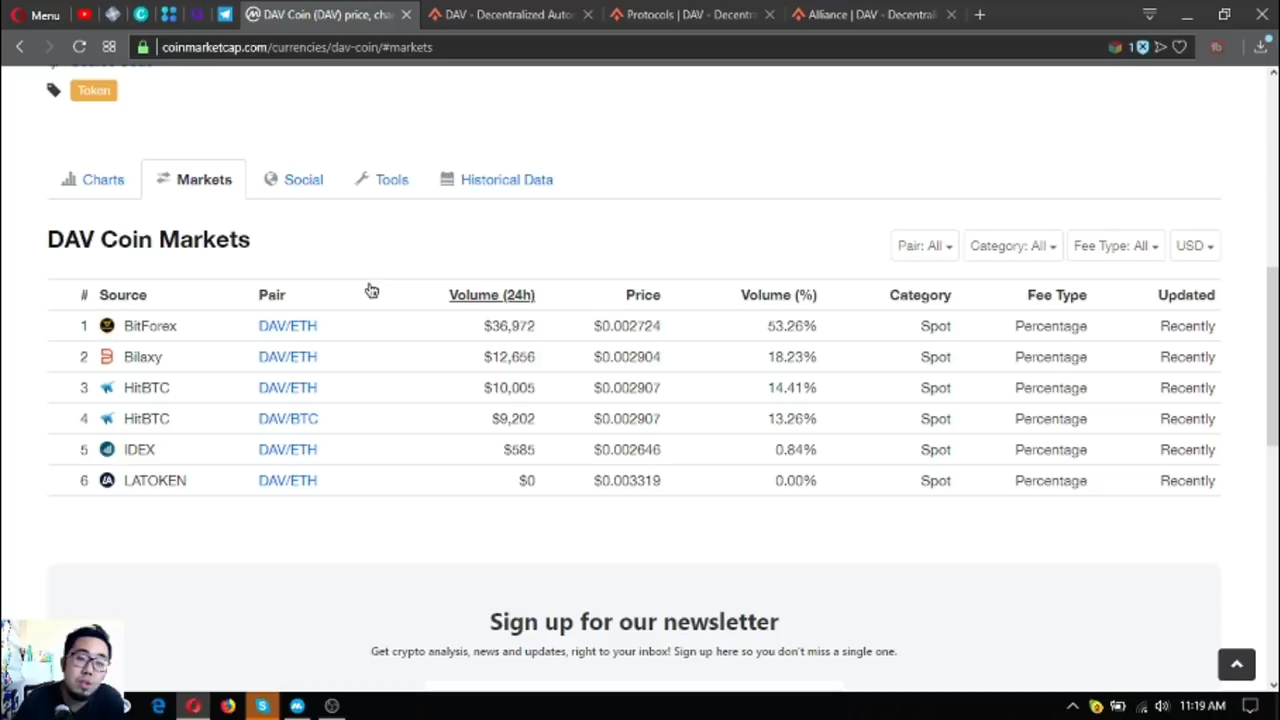 Menu
DAV Coin (DAV) price, cha
DAV - Decentralized Auto
Protocols | DAV - Decentr
Alliance | DAV - Decentral
coinmarketcap.com/currencies/dav-coin/#markets
1
Token
Charts
Markets
Social
Tools
Historical Data
DAV Coin Markets
Pair: All
Category: All
Fee Type: All
USD
# Source Pair Volume (24h) Price Volume (%) Category Fee Type Updated
1 BitForex DAV/ETH $36,972 $0.002724 53.26% Spot Percentage Recently
2 Bilaxy DAV/ETH $12,656 $0.002904 18.23% Spot Percentage Recently
3 HitBTC DAV/ETH $10,005 $0.002907 14.41% Spot Percentage Recently
4 HitBTC DAV/BTC $9,202 $0.002907 13.26% Spot Percentage Recently
5 IDEX DAV/ETH $585 $0.002646 0.84% Spot Percentage Recently
6 LATOKEN DAV/ETH $0 $0.003319 0.00% Spot Percentage Recently
Sign up for our newsletter
Get crypto analysis, news and updates, right to your inbox! Sign up here so you don't miss a single one.
11:19 AM